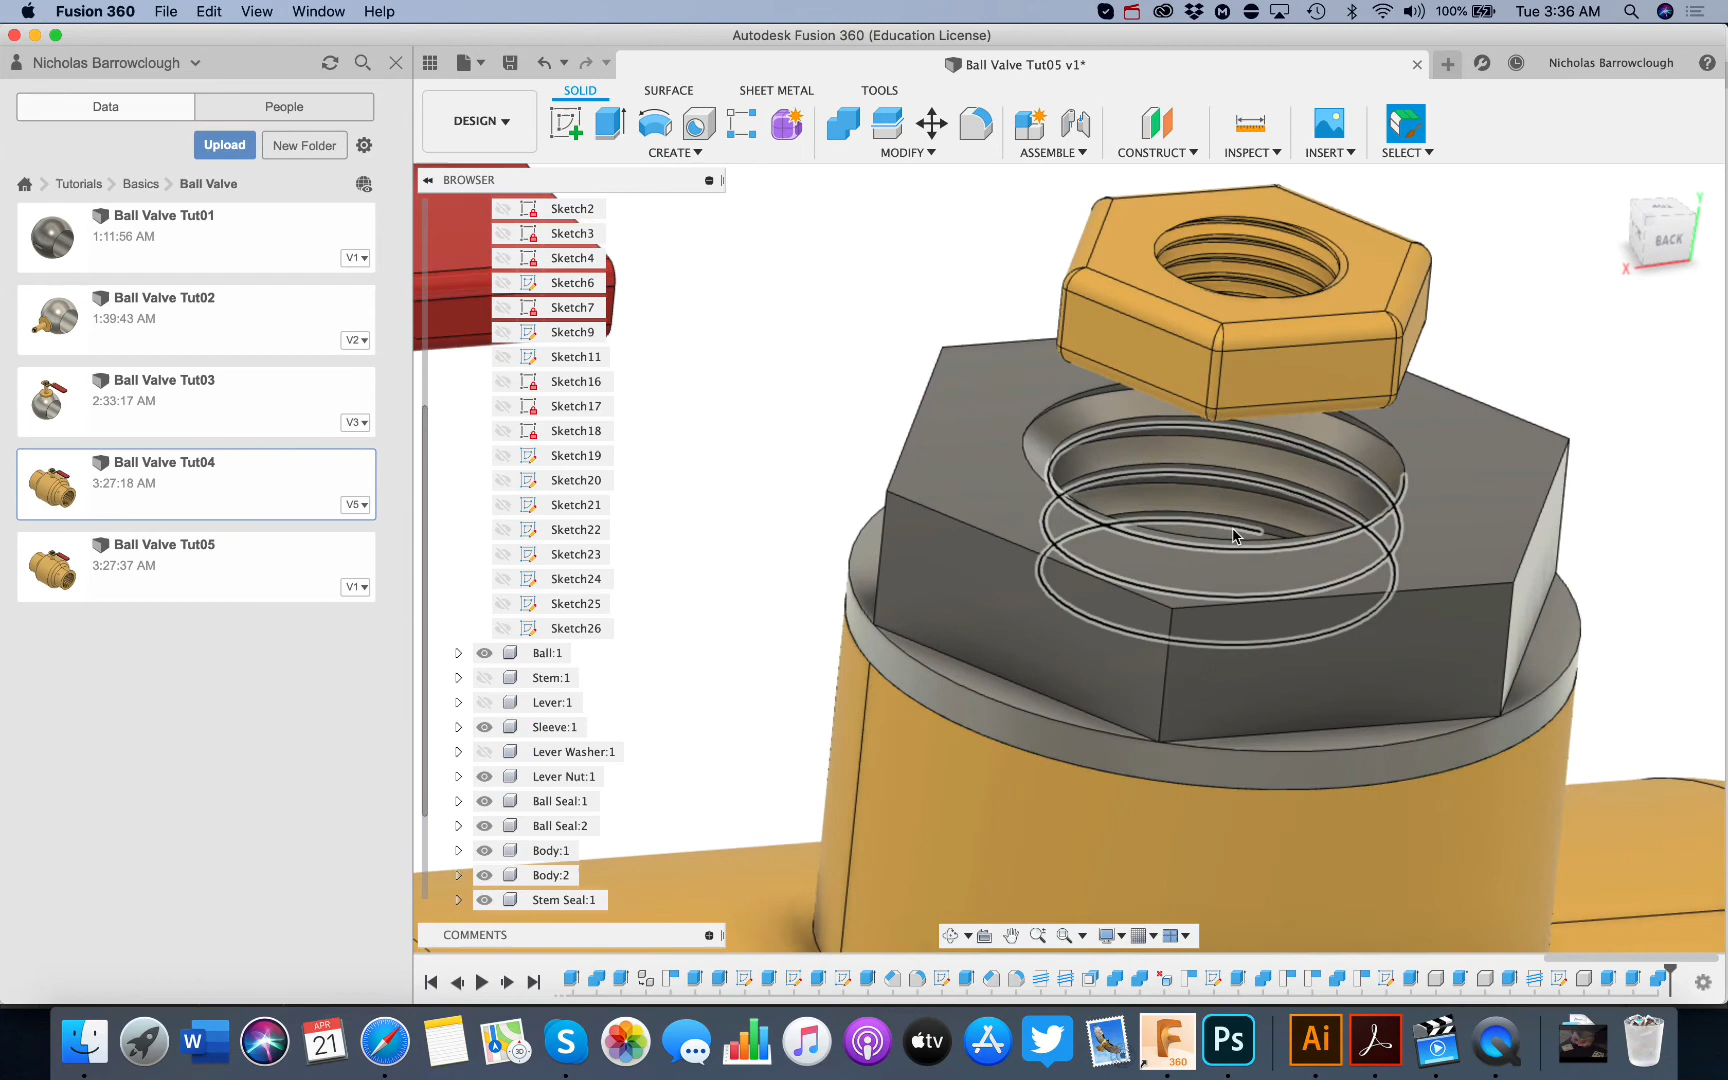 Fusion 360 File Edit View Window Help 100% Tue 3:36 AM
Autodesk Fusion 360 (Education License)
Nicholas Barrowclough
Ball Valve Tut05 v1*
Nicholas Barrowclough
Data People
Upload New Folder
Tutorials Basics Ball Valve
Ball Valve Tut01
1:11:56 AM
V1
Ball Valve Tut02
1:39:43 AM
V2
Ball Valve Tut03
2:33:17 AM
V3
Ball Valve Tut04
3:27:18 AM
V5
Ball Valve Tut05
3:27:37 AM
V1
SOLID SURFACE SHEET METAL TOOLS
DESIGN
CREATE MODIFY ASSEMBLE CONSTRUCT INSPECT INSERT SELECT
BROWSER
Sketch2
Sketch3
Sketch4
Sketch6
Sketch7
Sketch9
Sketch11
Sketch16
Sketch17
Sketch18
Sketch19
Sketch20
Sketch21
Sketch22
Sketch23
Sketch24
Sketch25
Sketch26
Ball:1
Stem:1
Lever:1
Sleeve:1
Lever Washer:1
Lever Nut:1
Ball Seal:1
Ball Seal:2
Body:1
Body:2
Stem Seal:1
COMMENTS
Y
BACK
X
W
APR
21
3D
S
tv
F
360
Ps
Ai